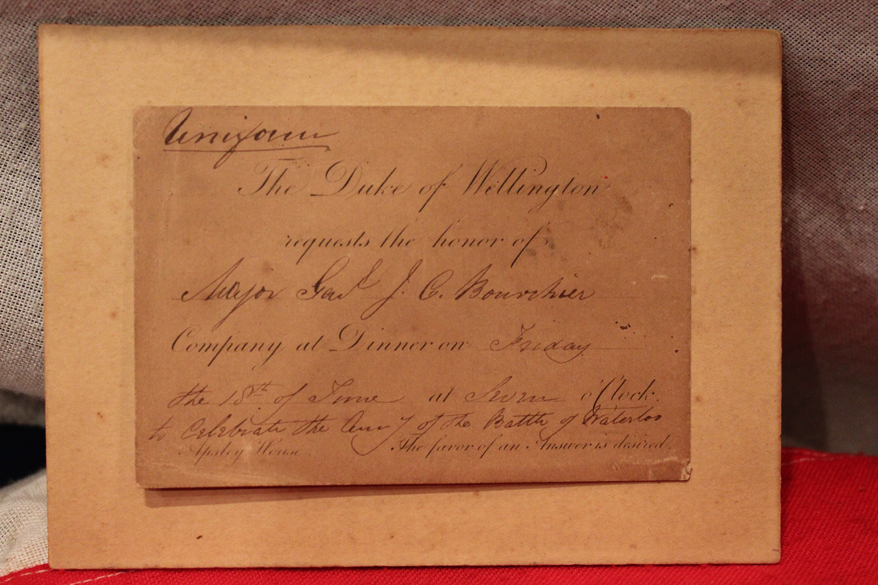 Uniform
The Duke of Wellington
requests the honor of
Major Genl J. C. Bourchier
Company at Dinner on Friday
the 18th of June at Seven o'Clock.
to Celebrate the Anny of the Battle of Waterloo
Apsley House The favor of an Answer is desired.